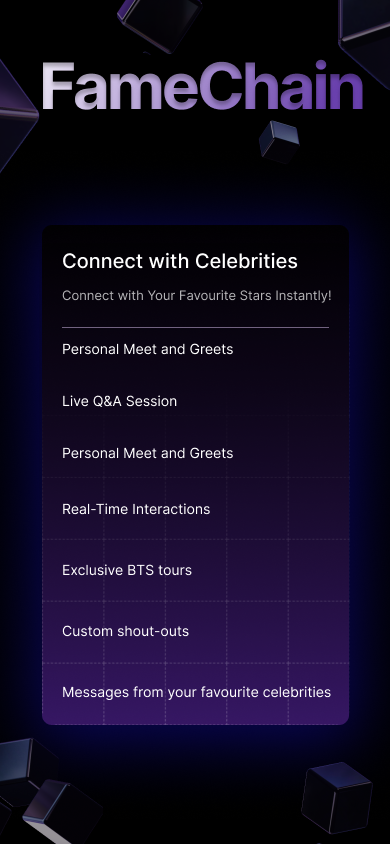 FameChain
Connect with Celebrities
Connect with Your Favourite Stars Instantly!
Personal Meet and Greets
Live Q&A Session
Personal Meet and Greets
Real-Time Interactions
Exclusive BTS tours
Custom shout-outs
Messages from your favourite celebrities